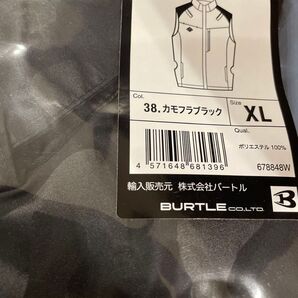 Col.
38.カモフラブラック
Size
XL
Qual.
ポリエステル 100%
4 571648 681396
678848W
輸入販売元 株式会社バートル
BURTLE CO.,LTD.